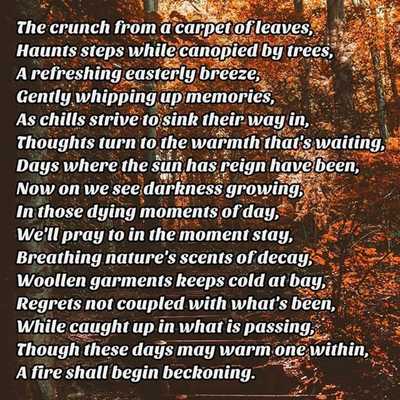 The crunch from a carpet of leaves,
Haunts steps while canopied by trees,
A refreshing easterly breeze,
Gently whipping up memories,
As chills strive to sink their way in,
Thoughts turn to the warmth that's waiting,
Days where the sun has reign have been,
Now on we see darkness growing,
In those dying moments of day,
We'll pray to in the moment stay,
Breathing nature's scents of decay,
Woollen garments keeps cold at bay,
Regrets not coupled with what's been,
While caught up in what is passing,
Though these days may warm one within,
A fire shall begin beckoning.